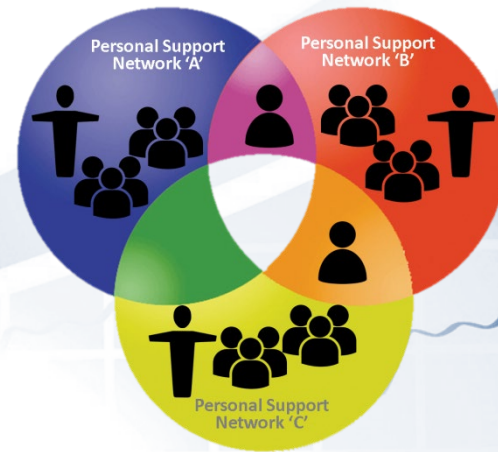 Personal Support
Network ‘A’
Personal Support
Network ‘B’
Personal Support
Network ‘C’